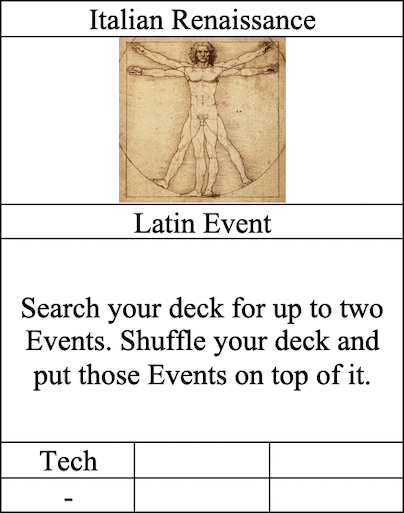 Italian Renaissance
Latin Event
Search your deck for up to two
Events. Shuffle your deck and
put those Events on top of it.
Tech
-